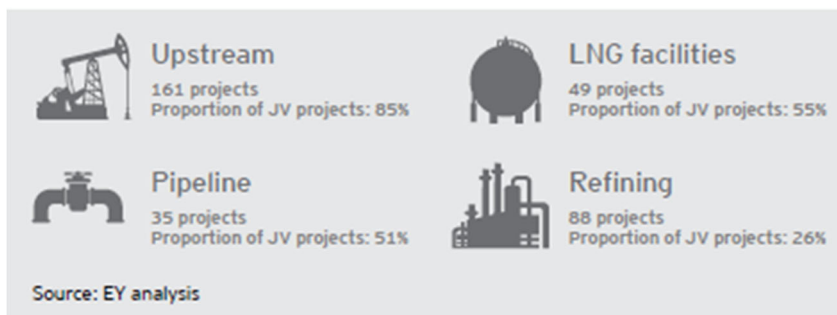 Upstream
161 projects
Proportion of JV projects: 85%
LNG facilities
49 projects
Proportion of JV projects: 55%
Pipeline
35 projects
Proportion of JV projects: 51%
Refining
88 projects
Proportion of JV projects: 26%
Source: EY analysis